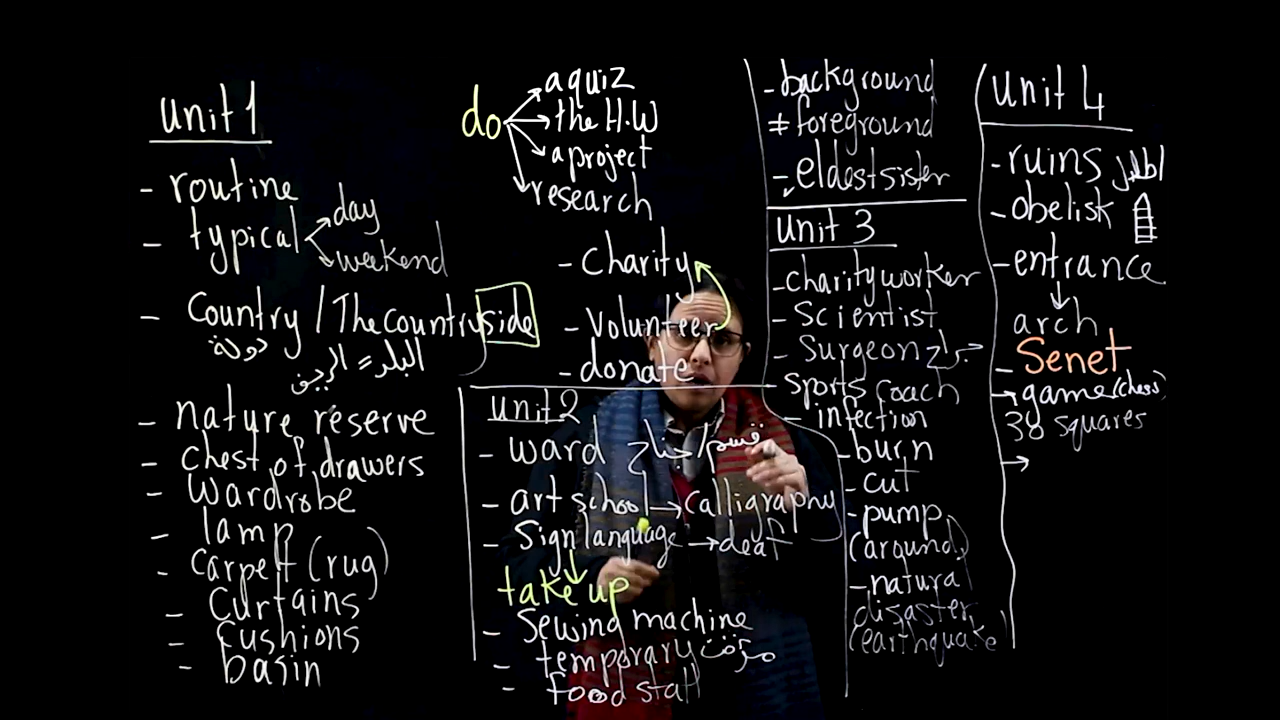 unit 1
- routine
- typical
day
weekend
- Country / The Countryside
دولة
البلد = الريف
- nature reserve
- chest of drawers
- wardrobe
- lamp
- carpet (rug)
- Curtains
- Cushions
- basin
do
a quiz
the H.W
a project
research
- Charity
- Volunteer
- donate
unit 2
- ward جناح / قسم
- art school → Calligraphy
- Sign language → deaf
take up
- Sewing machine
- temporary مؤقت
- food stall
- background
≠ foreground
- eldest sister
unit 3
- charity worker
- Scientist
- Surgeon
- sports coach
- infection
- burn
- cut
- pump
(around)
- natural
disaster
(earthquake)
unit 4
- ruins
- obelisk
- entrance
arch
- Senet
→ game (chess)
30 squares
→